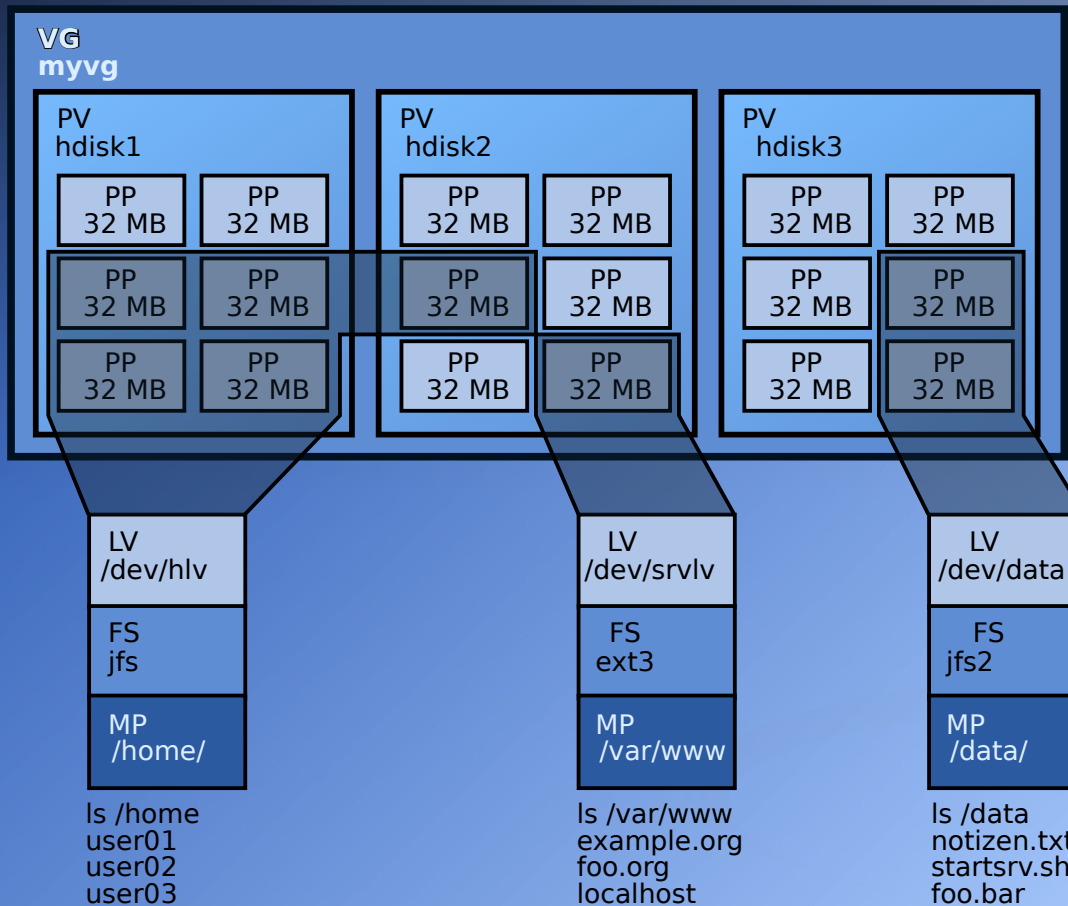 VG
myvg
PV
hdisk1
PP
32 MB
PP
32 MB
PP
32 MB
PP
32 MB
PP
32 MB
PP
32 MB
PV
hdisk2
PP
32 MB
PP
32 MB
PP
32 MB
PP
32 MB
PP
32 MB
PP
32 MB
PV
hdisk3
PP
32 MB
PP
32 MB
PP
32 MB
PP
32 MB
PP
32 MB
PP
32 MB
LV
/dev/hlv
FS
jfs
MP
/home/
ls /home
user01
user02
user03
LV
/dev/srvlv
FS
ext3
MP
/var/www
ls /var/www
example.org
foo.org
localhost
LV
/dev/data
FS
jfs2
MP
/data/
ls /data
notizen.txt
startsrv.sh
foo.bar